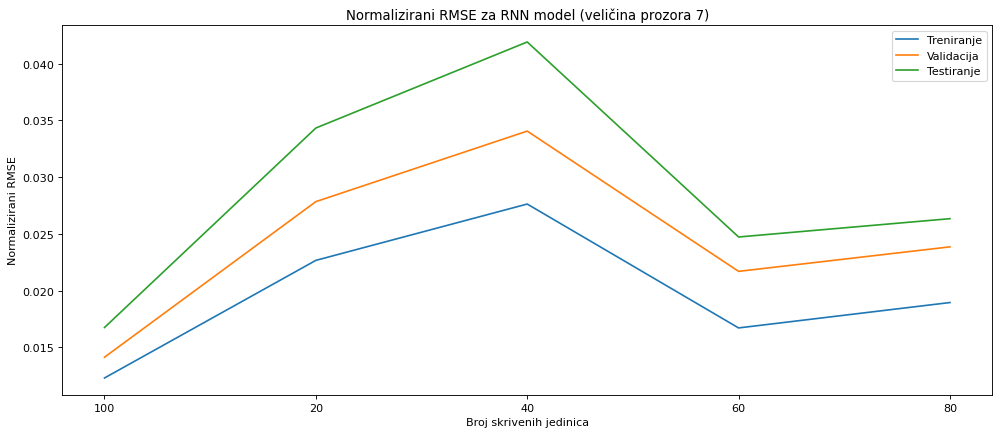 Normalizirani RMSE za RNN model (veličina prozora 7)
Treniranje
Validacija
Testiranje
Normalizirani RMSE
0.040
0.035
0.030
0.025
0.020
0.015
100 20 40 60 80
Broj skrivenih jedinica